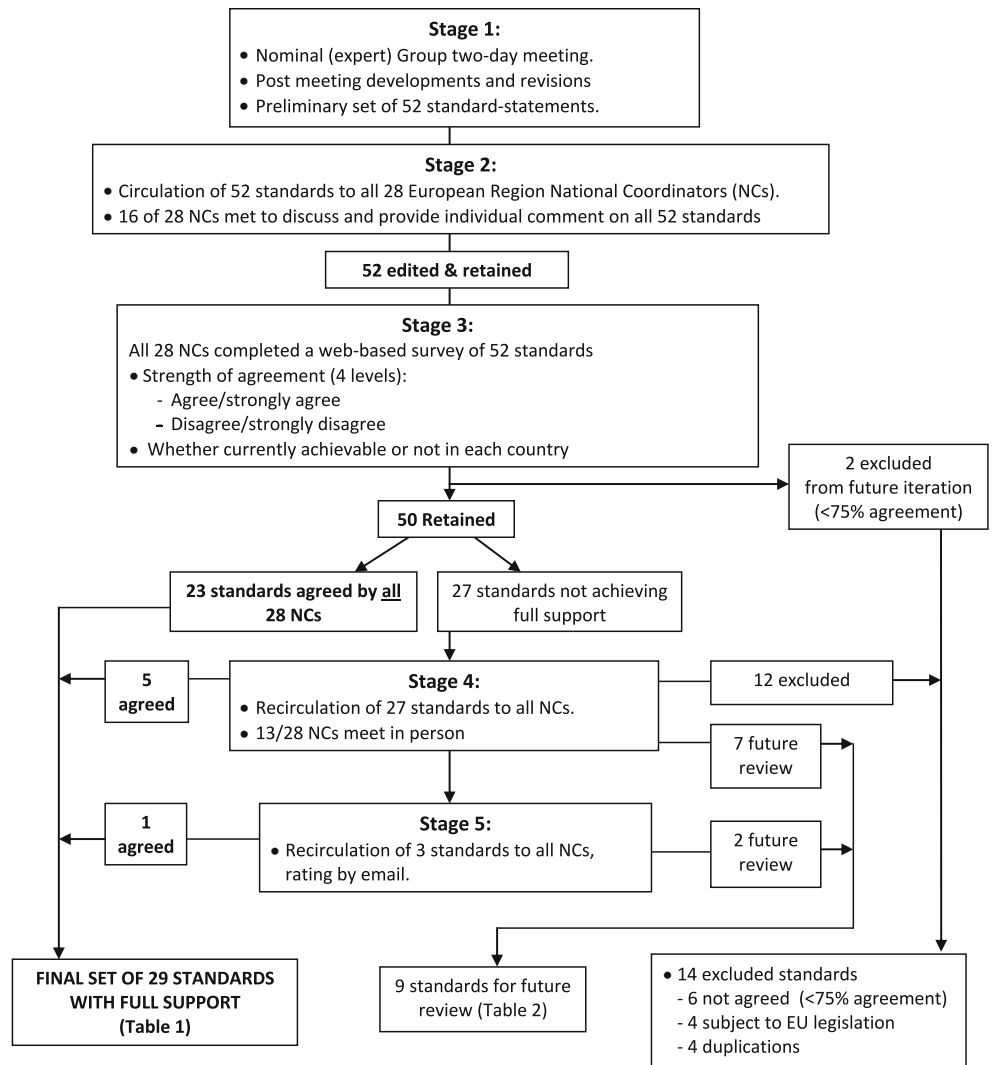 Stage 1:
● Nominal (expert) Group two-day meeting.
● Post meeting developments and revisions
● Preliminary set of 52 standard-statements.
Stage 2:
● Circulation of 52 standards to all 28 European Region National Coordinators (NCs).
● 16 of 28 NCs met to discuss and provide individual comment on all 52 standards
52 edited & retained
Stage 3:
All 28 NCs completed a web-based survey of 52 standards
● Strength of agreement (4 levels):
- Agree/strongly agree
- Disagree/strongly disagree
● Whether currently achievable or not in each country
2 excluded
from future iteration
(<75% agreement)
50 Retained
23 standards agreed by all
28 NCs
27 standards not achieving
full support
5
agreed
Stage 4:
● Recirculation of 27 standards to all NCs.
● 13/28 NCs meet in person
12 excluded
7 future
review
1
agreed
Stage 5:
● Recirculation of 3 standards to all NCs,
rating by email.
2 future
review
FINAL SET OF 29 STANDARDS
WITH FULL SUPPORT
(Table 1)
9 standards for future
review (Table 2)
● 14 excluded standards
- 6 not agreed (<75% agreement)
- 4 subject to EU legislation
- 4 duplications